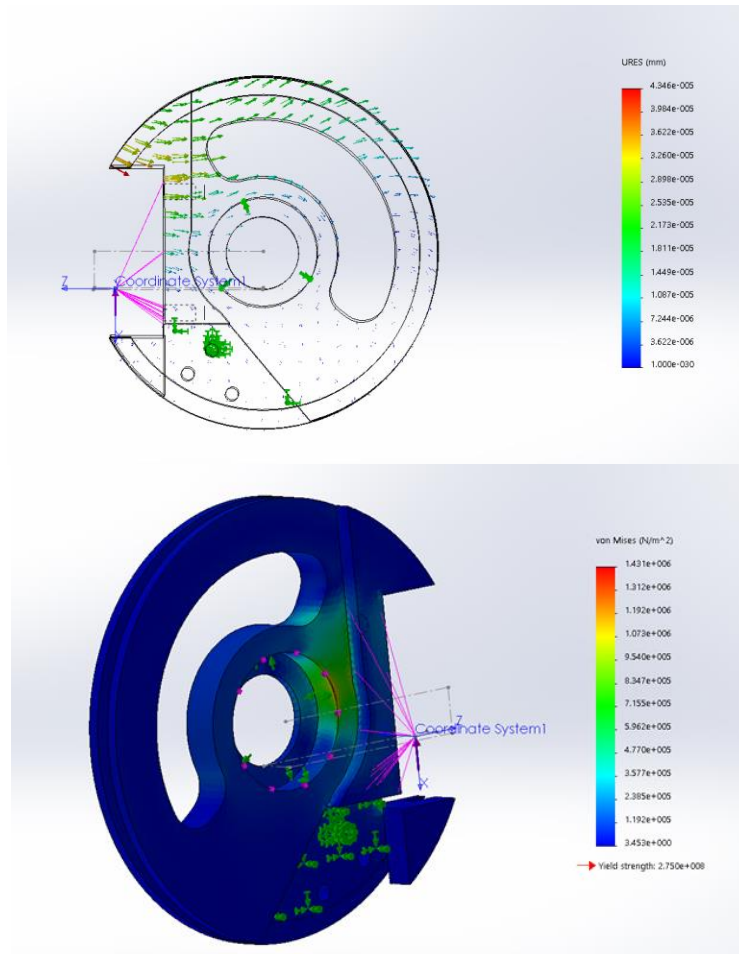 URES (mm)
4.346e-005
3.984e-005
3.622e-005
3.260e-005
2.898e-005
2.535e-005
2.173e-005
1.811e-005
1.449e-005
1.087e-005
7.244e-006
3.622e-006
1.000e-030
Z
Coordinate System1
X
von Mises (N/m^2)
1.431e+006
1.312e+006
1.192e+006
1.073e+006
9.540e+005
8.347e+005
7.155e+005
5.962e+005
4.770e+005
3.577e+005
2.385e+005
1.192e+005
3.453e+000
Yield strength: 2.750e+008
Z
Coordinate System1
X